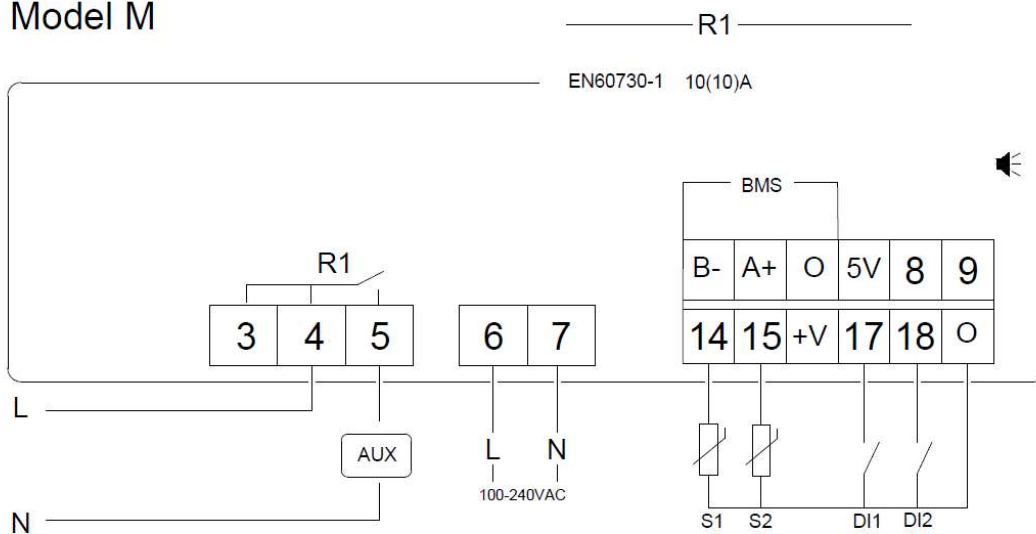 Model M
R1
EN60730-1 10(10)A
BMS
R1
B- A+ O 5V 8 9
3 4 5 6 7 14 15 +V 17 18 O
L
AUX L N
100-240VAC
N S1 S2 DI1 DI2